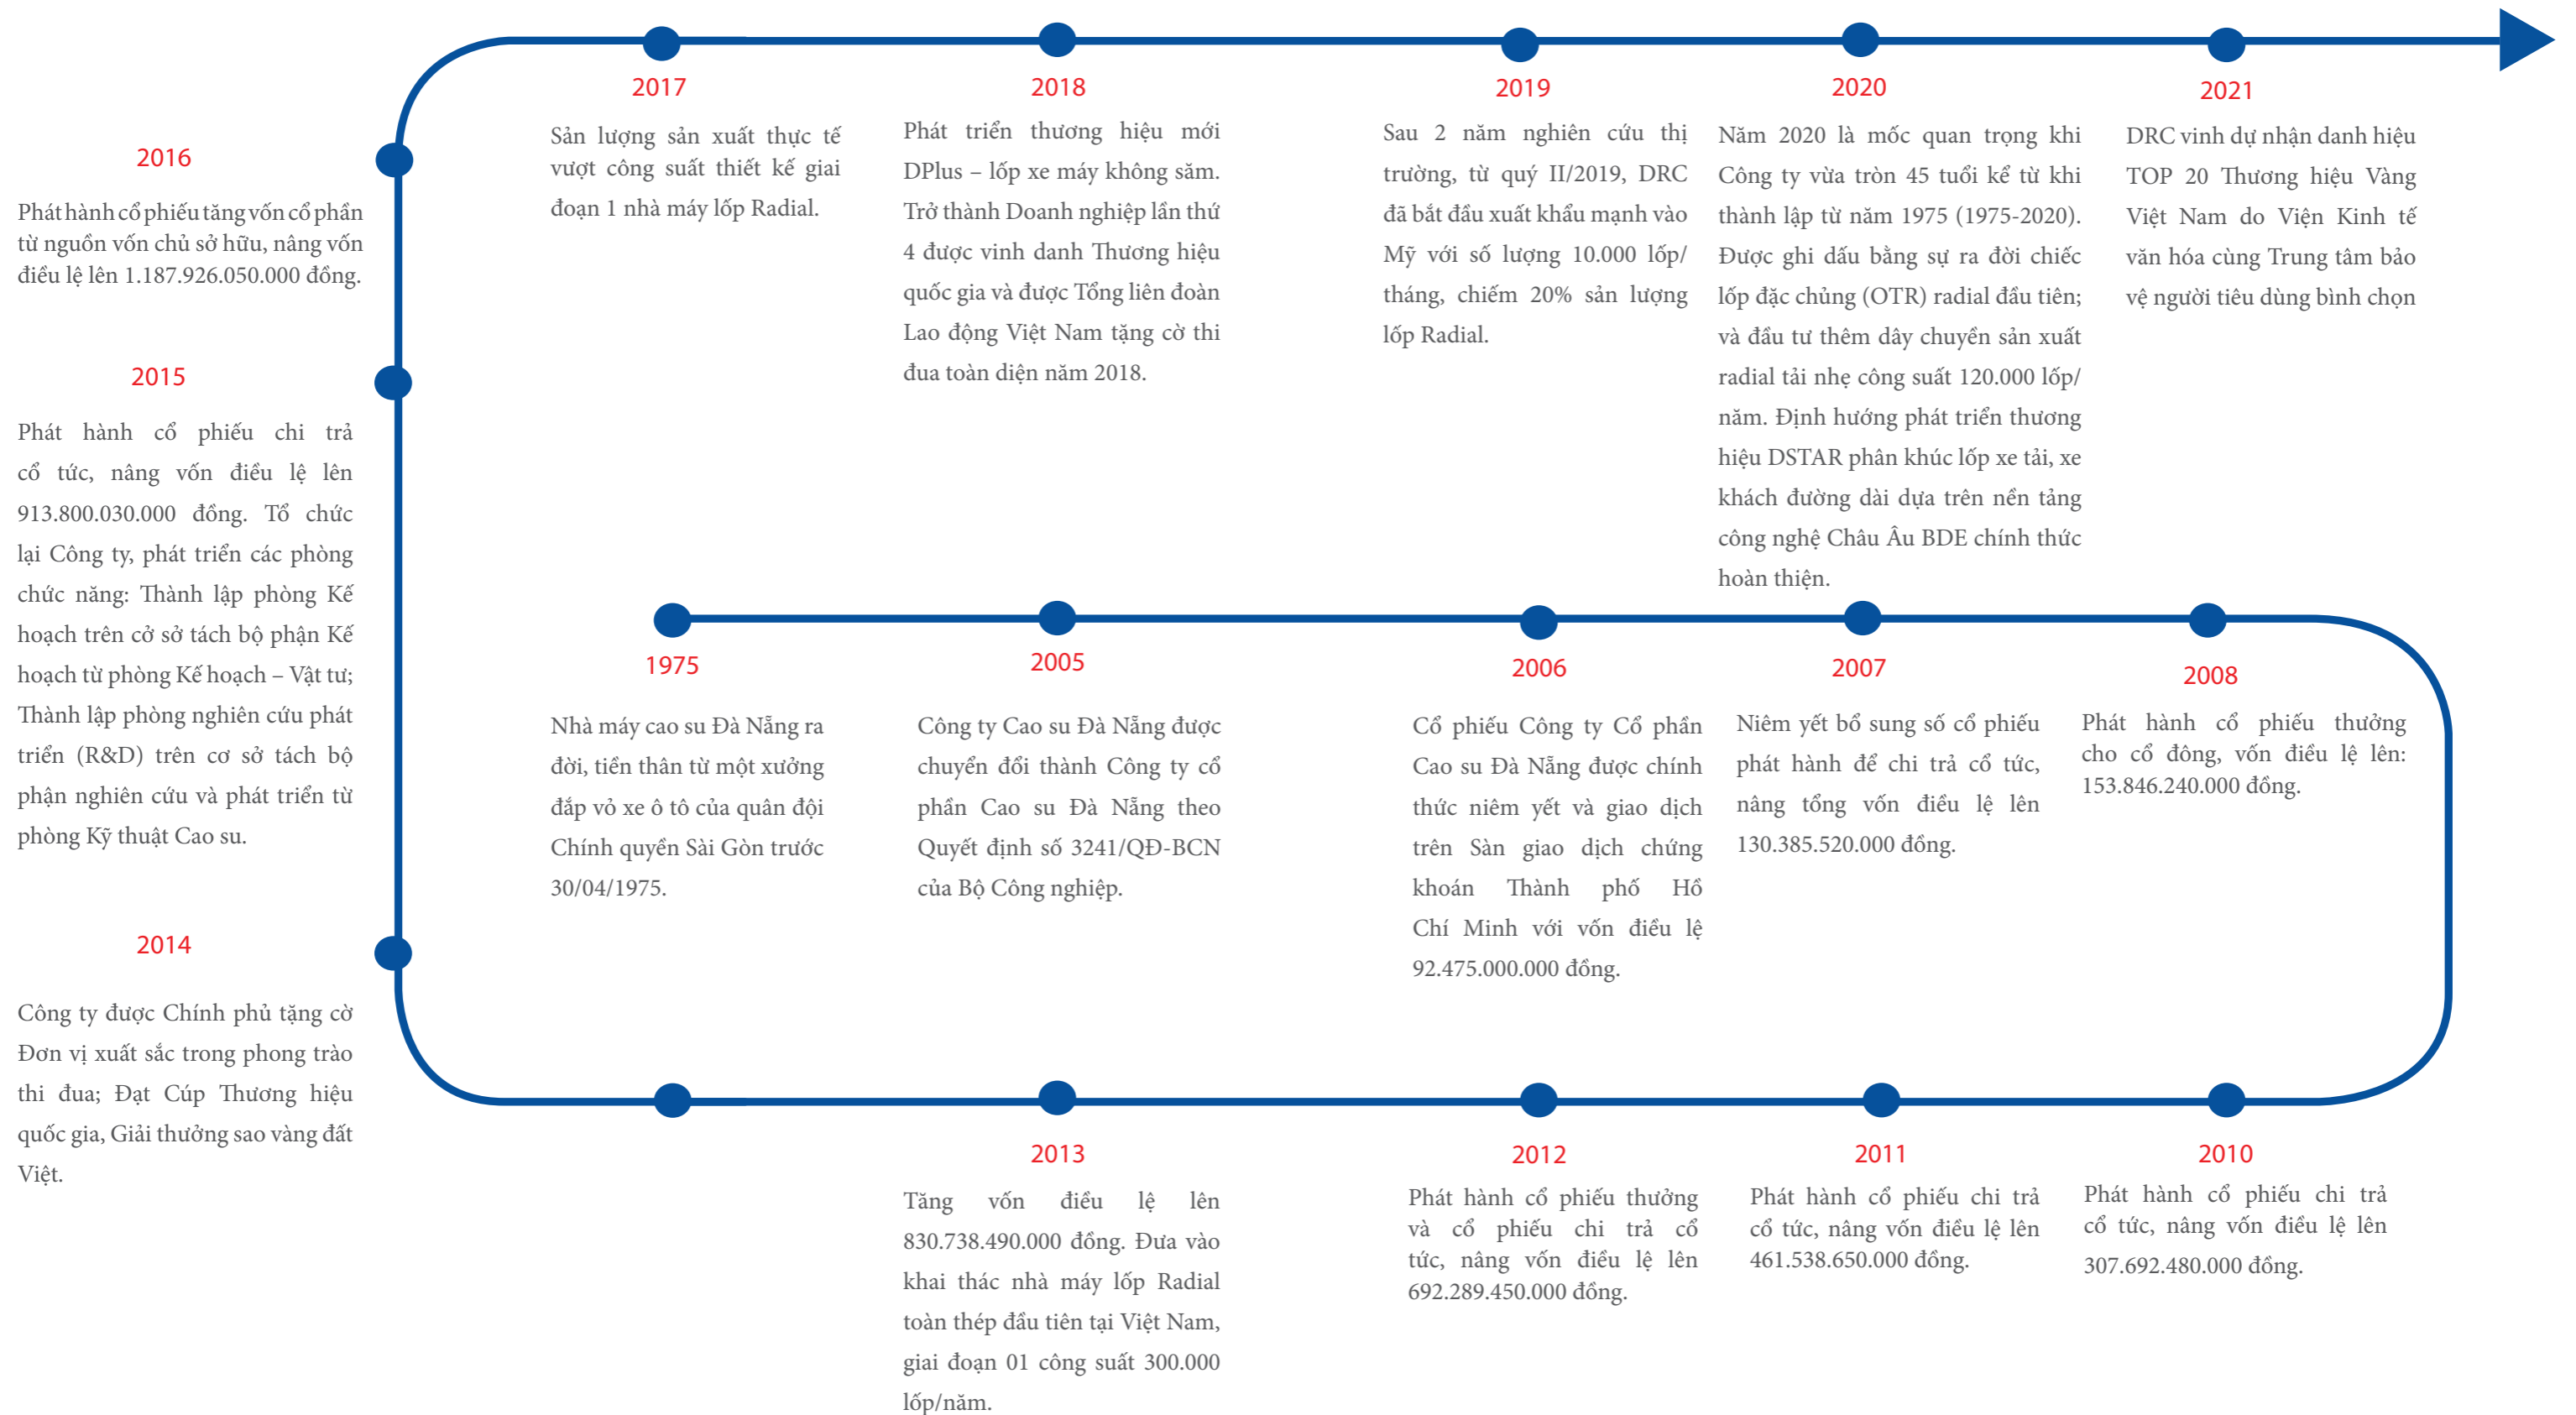 2017
Sản lượng sản xuất thực tế
vượt công suất thiết kế giai
đoạn 1 nhà máy lốp Radial.
2018
Phát triển thương hiệu mới
DPlus – lốp xe máy không săm.
Trở thành Doanh nghiệp lần thứ
4 được vinh danh Thương hiệu
quốc gia và được Tổng liên đoàn
Lao động Việt Nam tặng cờ thi
đua toàn diện năm 2018.
2019
Sau 2 năm nghiên cứu thị
trường, từ quý II/2019, DRC
đã bắt đầu xuất khẩu mạnh vào
Mỹ với số lượng 10.000 lốp/
tháng, chiếm 20% sản lượng
lốp Radial.
2020
Năm 2020 là mốc quan trọng khi
Công ty vừa tròn 45 tuổi kể từ khi
thành lập từ năm 1975 (1975-2020).
Được ghi dấu bằng sự ra đời chiếc
lốp đặc chủng (OTR) radial đầu tiên;
và đầu tư thêm dây chuyền sản xuất
radial tải nhẹ công suất 120.000 lốp/
năm. Định hướng phát triển thương
hiệu DSTAR phân khúc lốp xe tải, xe
khách đường dài dựa trên nền tảng
công nghệ Châu Âu BDE chính thức
hoàn thiện.
2021
DRC vinh dự nhận danh hiệu
TOP 20 Thương hiệu Vàng
Việt Nam do Viện Kinh tế
văn hóa cùng Trung tâm bảo
vệ người tiêu dùng bình chọn
2016
Phát hành cổ phiếu tăng vốn cổ phần
từ nguồn vốn chủ sở hữu, nâng vốn
điều lệ lên 1.187.926.050.000 đồng.
2015
Phát hành cổ phiếu chi trả
cổ tức, nâng vốn điều lệ lên
913.800.030.000 đồng. Tổ chức
lại Công ty, phát triển các phòng
chức năng: Thành lập phòng Kế
hoạch trên cở sở tách bộ phận Kế
hoạch từ phòng Kế hoạch – Vật tư;
Thành lập phòng nghiên cứu phát
triển (R&D) trên cơ sở tách bộ
phận nghiên cứu và phát triển từ
phòng Kỹ thuật Cao su.
2014
Công ty được Chính phủ tặng cờ
Đơn vị xuất sắc trong phong trào
thi đua; Đạt Cúp Thương hiệu
quốc gia, Giải thưởng sao vàng đất
Việt.
1975
Nhà máy cao su Đà Nẵng ra
đời, tiền thân từ một xưởng
đắp vỏ xe ô tô của quân đội
Chính quyền Sài Gòn trước
30/04/1975.
2005
Công ty Cao su Đà Nẵng được
chuyển đổi thành Công ty cổ
phần Cao su Đà Nẵng theo
Quyết định số 3241/QĐ-BCN
của Bộ Công nghiệp.
2006
Cổ phiếu Công ty Cổ phần
Cao su Đà Nẵng được chính
thức niêm yết và giao dịch
trên Sàn giao dịch chứng
khoán Thành phố Hồ
Chí Minh với vốn điều lệ
92.475.000.000 đồng.
2007
Niêm yết bổ sung số cổ phiếu
phát hành để chi trả cổ tức,
nâng tổng vốn điều lệ lên
130.385.520.000 đồng.
2008
Phát hành cổ phiếu thưởng
cho cổ đông, vốn điều lệ lên:
153.846.240.000 đồng.
2013
Tăng vốn điều lệ lên
830.738.490.000 đồng. Đưa vào
khai thác nhà máy lốp Radial
toàn thép đầu tiên tại Việt Nam,
giai đoạn 01 công suất 300.000
lốp/năm.
2012
Phát hành cổ phiếu thưởng
và cổ phiếu chi trả cổ
tức, nâng vốn điều lệ lên
692.289.450.000 đồng.
2011
Phát hành cổ phiếu chi trả
cổ tức, nâng vốn điều lệ lên
461.538.650.000 đồng.
2010
Phát hành cổ phiếu chi trả
cổ tức, nâng vốn điều lệ lên
307.692.480.000 đồng.